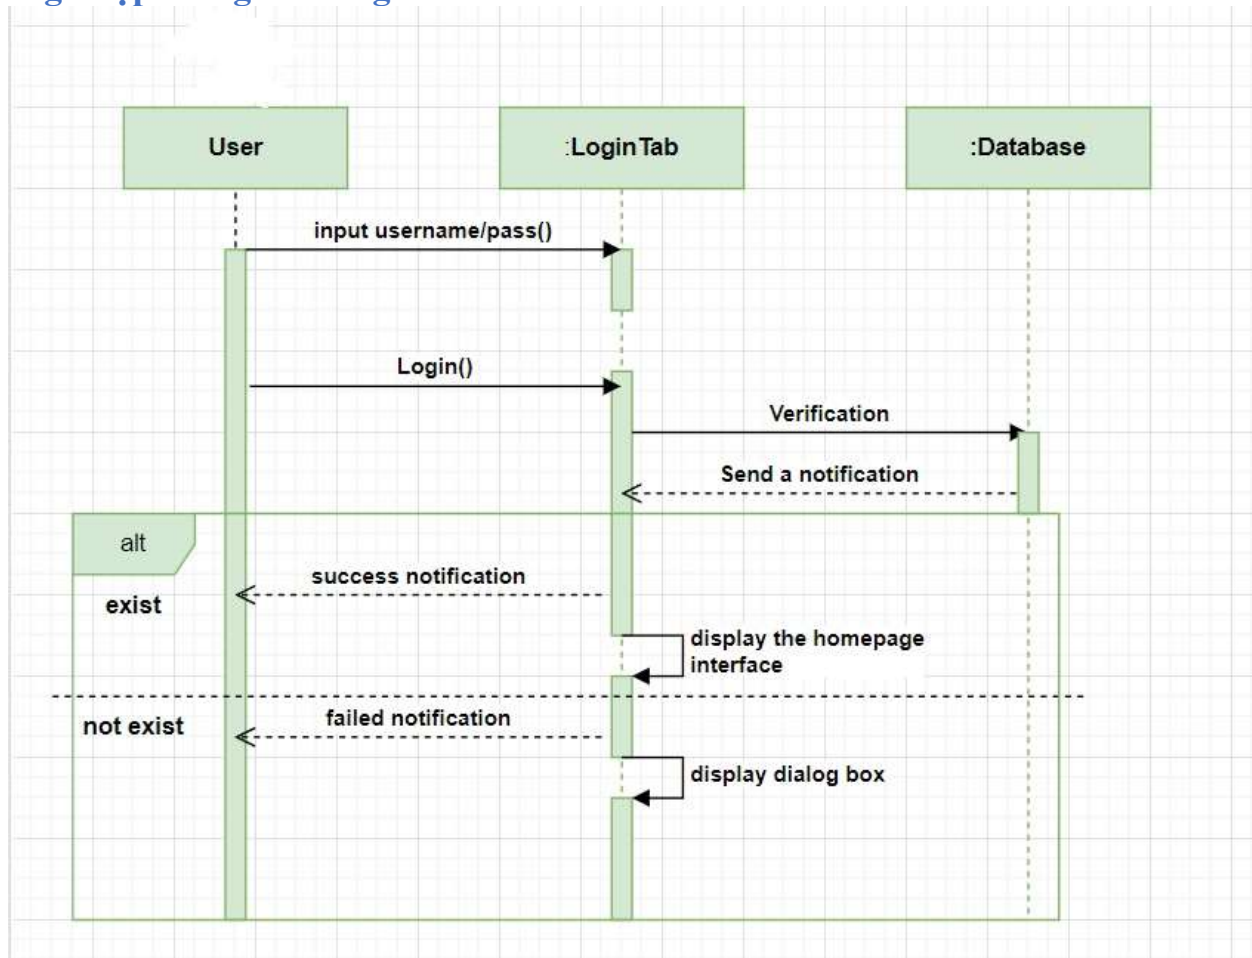 User
:LoginTab
:Database
input username/pass()
Login()
Verification
Send a notification
alt
success notification
exist
display the homepage
interface
failed notification
not exist
display dialog box